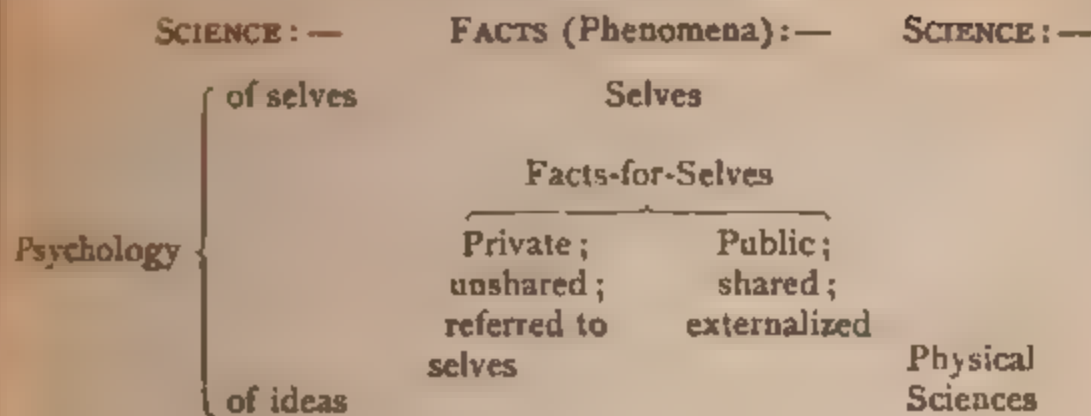 SCIENCE:— FACTS (Phenomena):— SCIENCE:—
of selves Selves
Facts-for-Selves
Psychology Private; Public;
unshared; shared;
referred to externalized
selves
Physical
of ideas Sciences